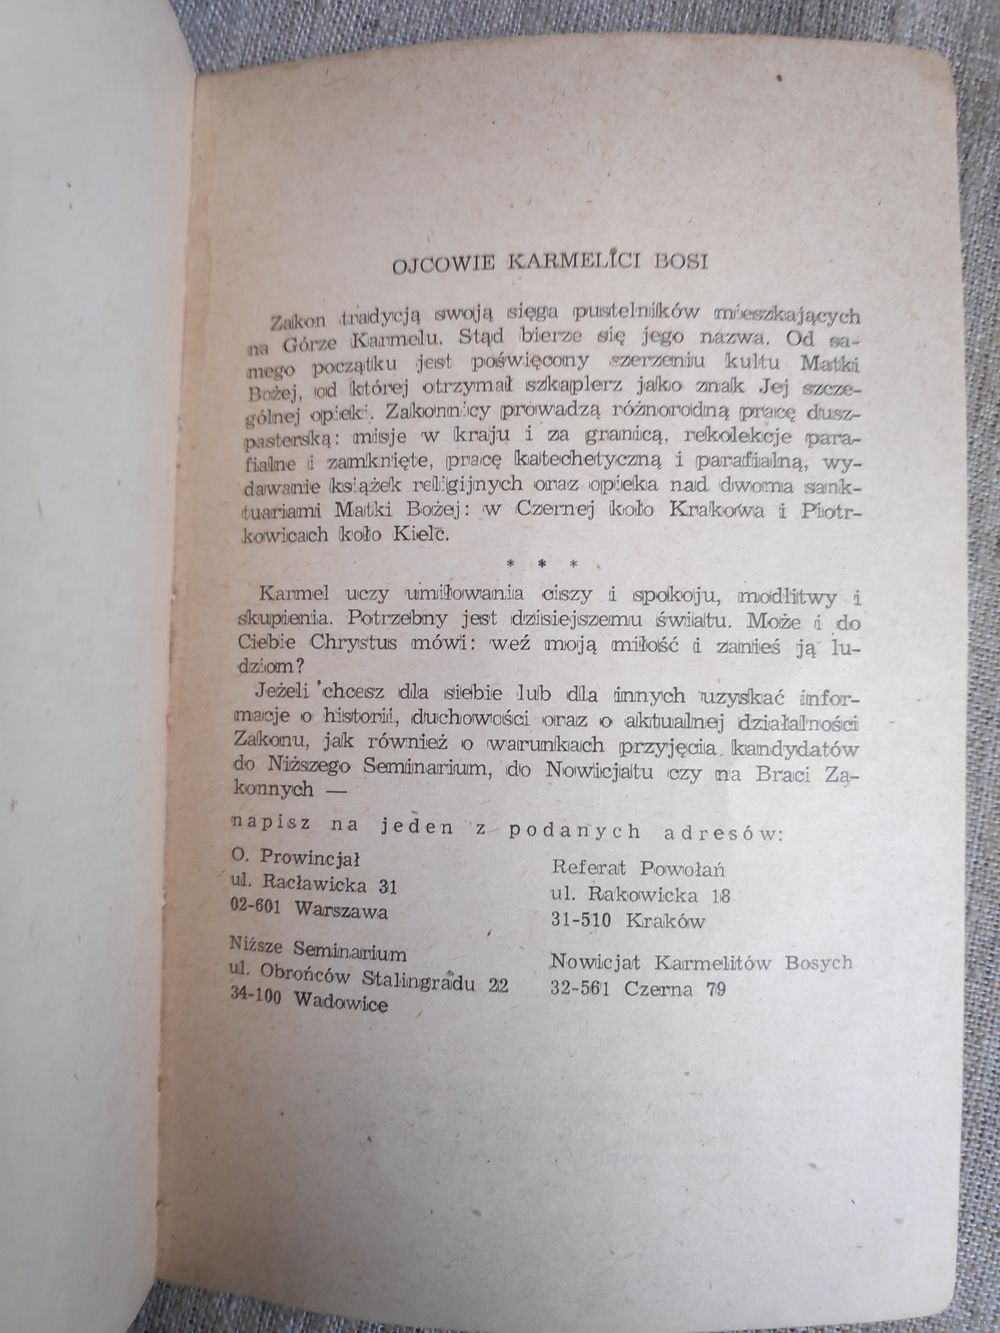 OJCOWIE KARMELICI BOSI
Zakon tradycją swoją sięga pustelników mieszkających
na Górze Karmelu. Stąd bierze się jego nazwa. Od sa-
mego początku jest poświęcony szerzeniu kultu Matki
Bożej, od której otrzymał szkaplerz jako znak Jej szcze-
gólnej opieki. Zakonnicy prowadzą różnorodną pracę dusz-
pasterską: misje w kraju i za granicą, rekolekcje para-
fialne i zamknięte, pracę katechetyczną i parafialną, wy-
dawanie książek religijnych oraz opieka nad dwoma sank-
tuariami Matki Bożej: w Czernej koło Krakowa i Piotr-
kowicach koło Kielc.
* * *
Karmel uczy umiłowania ciszy i spokoju, modlitwy i
skupienia. Potrzebny jest dzisiejszemu światu. Może i do
Ciebie Chrystus mówi: weź moją miłość i zanieś ją lu-
dziom?
Jeżeli chcesz dla siebie lub dla innych uzyskać infor-
macje o historii, duchowości oraz o aktualnej działalności
Zakonu, jak również o warunkach przyjęcia kandydatów
do Niższego Seminarium, do Nowicjatu czy na Braci Za-
konnych —
napisz na jeden z podanych adresów:
O. Prowincjał
ul. Racławicka 31
02-601 Warszawa
Referat Powołań
ul. Rakowicka 18
31-510 Kraków
Niższe Seminarium
ul. Obrońców Stalingradu 22
34-100 Wadowice
Nowicjat Karmelitów Bosych
32-561 Czerna 79